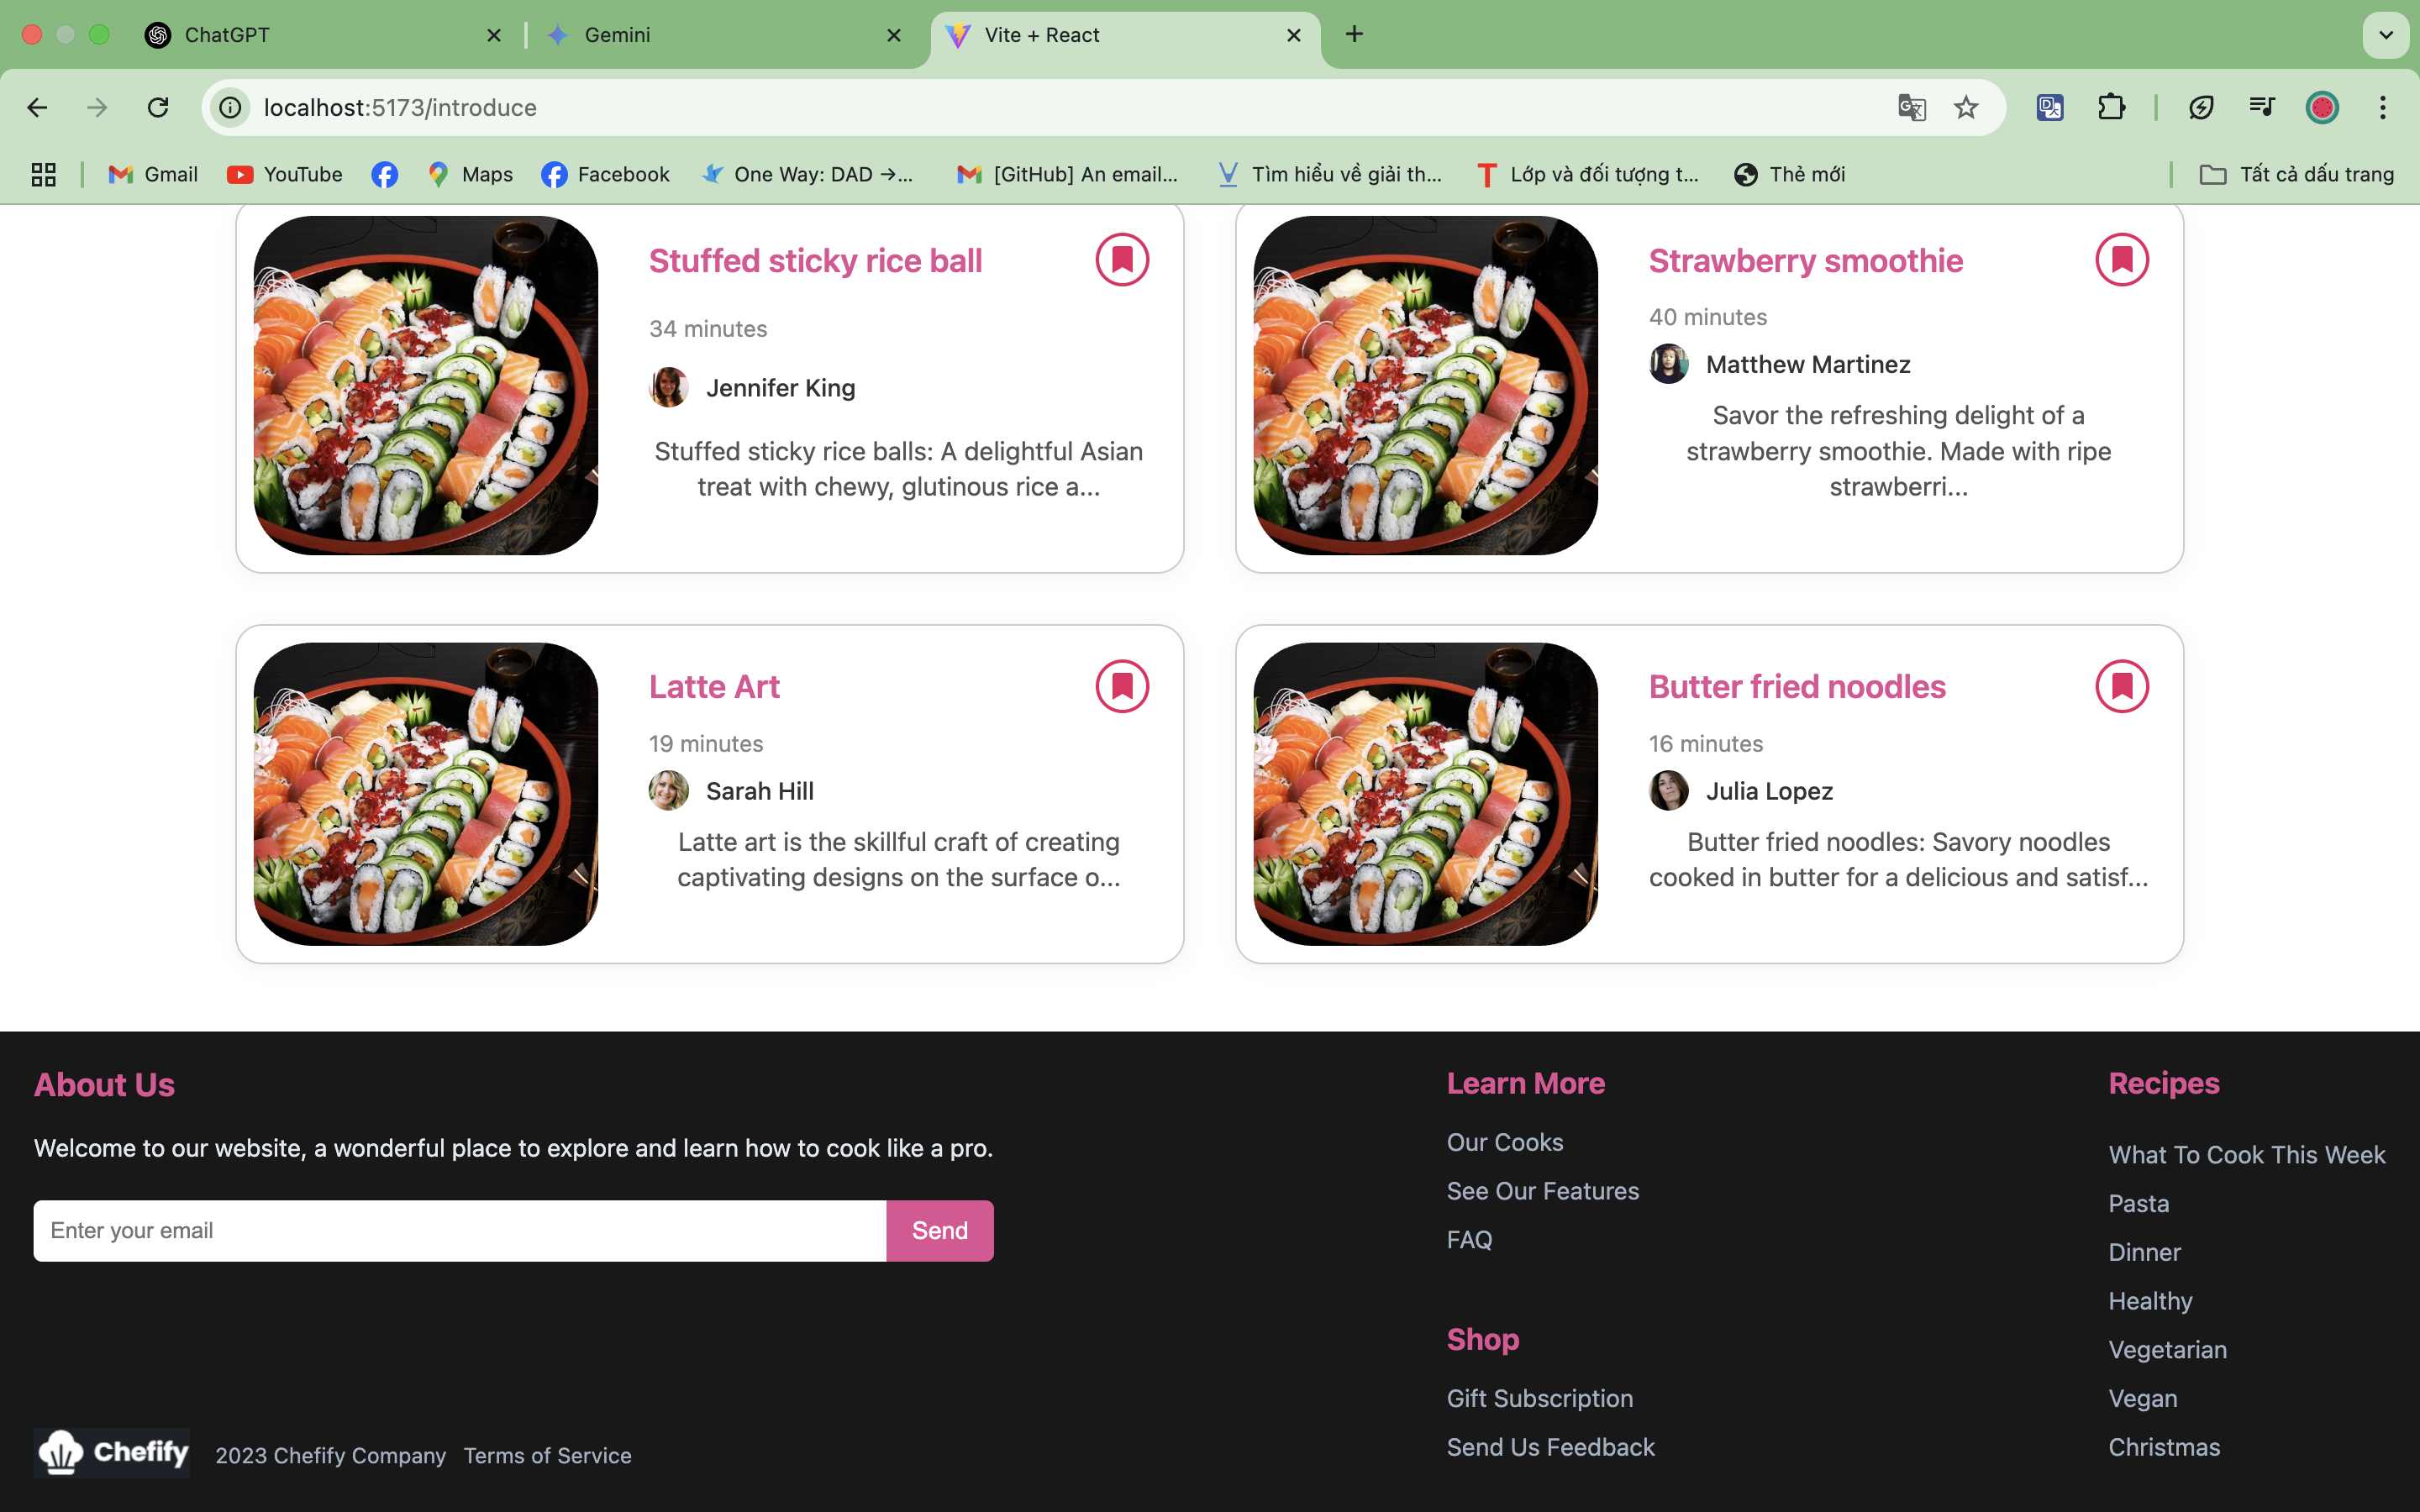 ChatGPT
Gemini
Vite + React
localhost:5173/introduce
Gmail
YouTube
Maps
Facebook
One Way: DAD →...
[GitHub] An email...
Tìm hiểu về giải th...
Lớp và đối tượng t...
Thẻ mới
Tất cả dấu trang
Stuffed sticky rice ball
34 minutes
Jennifer King
Stuffed sticky rice balls: A delightful Asian
treat with chewy, glutinous rice a...
Strawberry smoothie
40 minutes
Matthew Martinez
Savor the refreshing delight of a
strawberry smoothie. Made with ripe
strawberri...
Latte Art
19 minutes
Sarah Hill
Latte art is the skillful craft of creating
captivating designs on the surface o...
Butter fried noodles
16 minutes
Julia Lopez
Butter fried noodles: Savory noodles
cooked in butter for a delicious and satisf...
About Us
Welcome to our website, a wonderful place to explore and learn how to cook like a pro.
Enter your email
Send
Chefify
2023 Chefify Company
Terms of Service
Learn More
Our Cooks
See Our Features
FAQ
Shop
Gift Subscription
Send Us Feedback
Recipes
What To Cook This Week
Pasta
Dinner
Healthy
Vegetarian
Vegan
Christmas